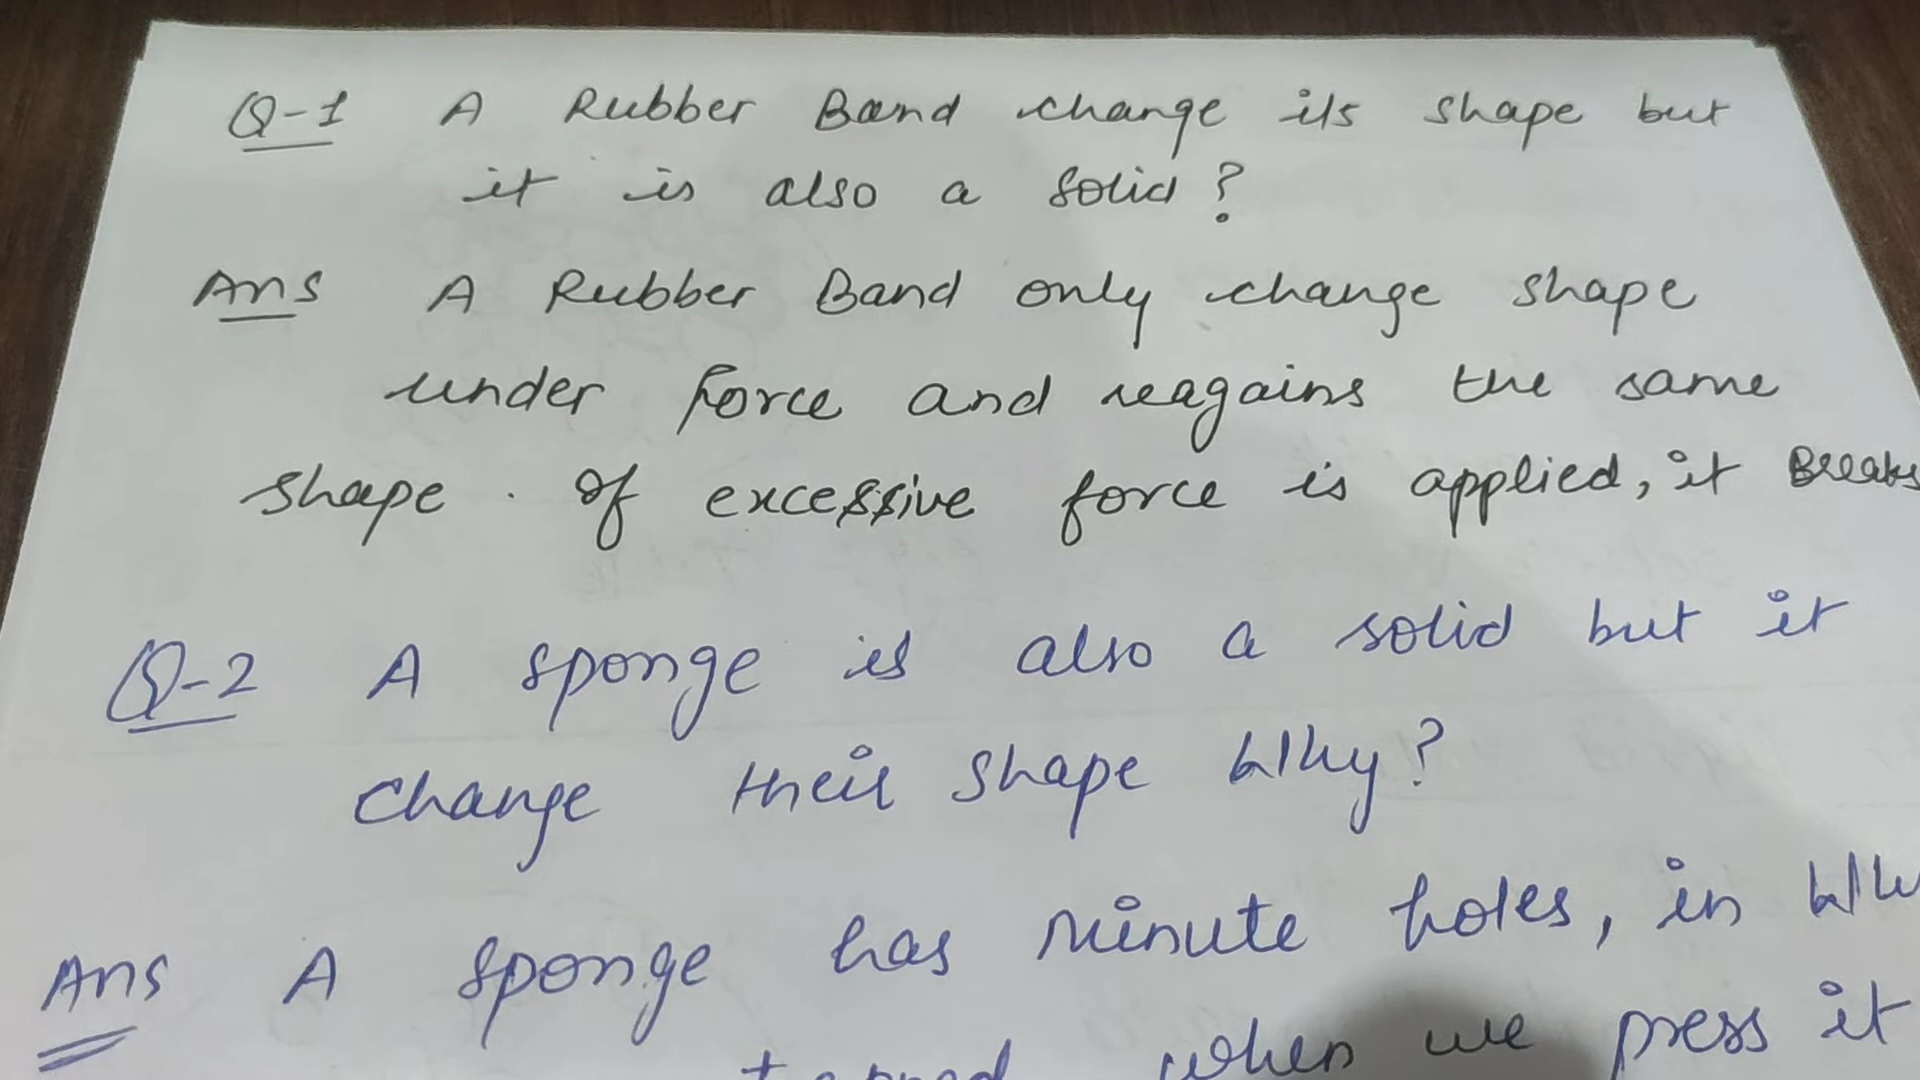 Q-1 A Rubber Band change its shape but
it is also a solid?
Ans A Rubber Band only change shape
under force and reagains the same
shape. If excessive force is applied, it Breaks
Q-2 A sponge is also a solid but it
change their shape Why?
Ans A sponge has minute holes, in
when we press it